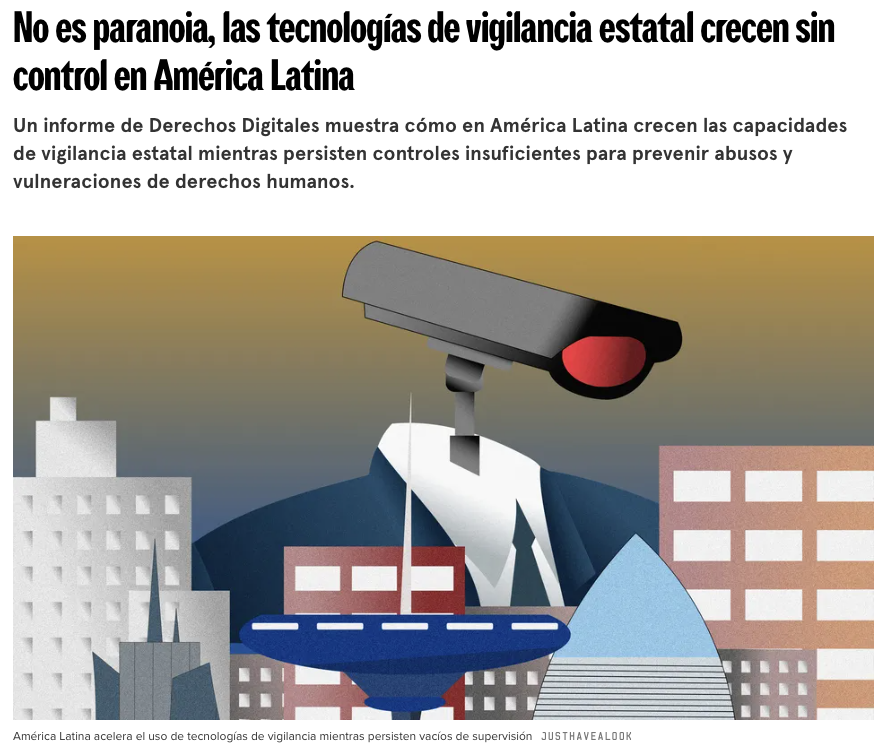 No es paranoia, las tecnologías de vigilancia estatal crecen sin
control en América Latina
Un informe de Derechos Digitales muestra cómo en América Latina crecen las capacidades
de vigilancia estatal mientras persisten controles insuficientes para prevenir abusos y
vulneraciones de derechos humanos.
América Latina acelera el uso de tecnologías de vigilancia mientras persisten vacíos de supervisión JUSTHAVEALOOK